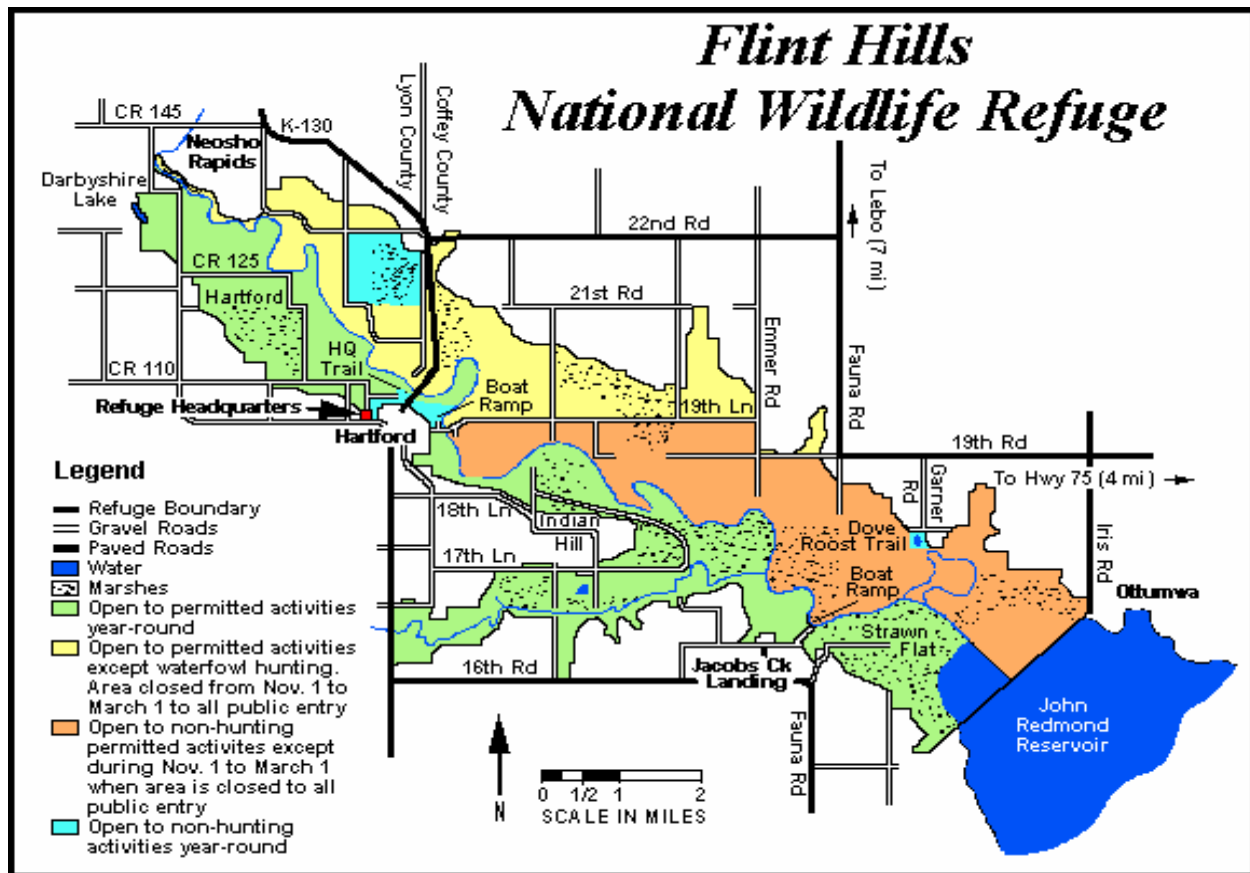 Flint Hills
National Wildlife Refuge
CR 145
K-130
Neosho
Rapids
Lyon County
Coffey County
Darbyshire
Lake
To Lebo (7 mi)
22nd Rd
CR 125
21st Rd
Hartford
Emmer Rd
Fauna Rd
HQ
Trail
CR 110
Boat
Ramp
19th Ln
Refuge Headquarters
Hartford
19th Rd
To Hwy 75 (4 mi)
Garner
Rd
Iris Rd
18th Ln
Indian
Hill
Dove
Roost Trail
17th Ln
Boat
Ramp
Ottumwa
Strawn
Flat
16th Rd
Jacobs' Ck
Landing
John
Redmond
Reservoir
Fauna Rd
Legend
Refuge Boundary
Gravel Roads
Paved Roads
Water
Marshes
Open to permitted activities
year-round
Open to permitted activities
except waterfowl hunting.
Area closed from Nov. 1 to
March 1 to all public entry
Open to non-hunting
permitted activites except
during Nov. 1 to March 1
when area is closed to all
public entry
Open to non-hunting
activities year-round
N
0 1/2 1 2
SCALE IN MILES